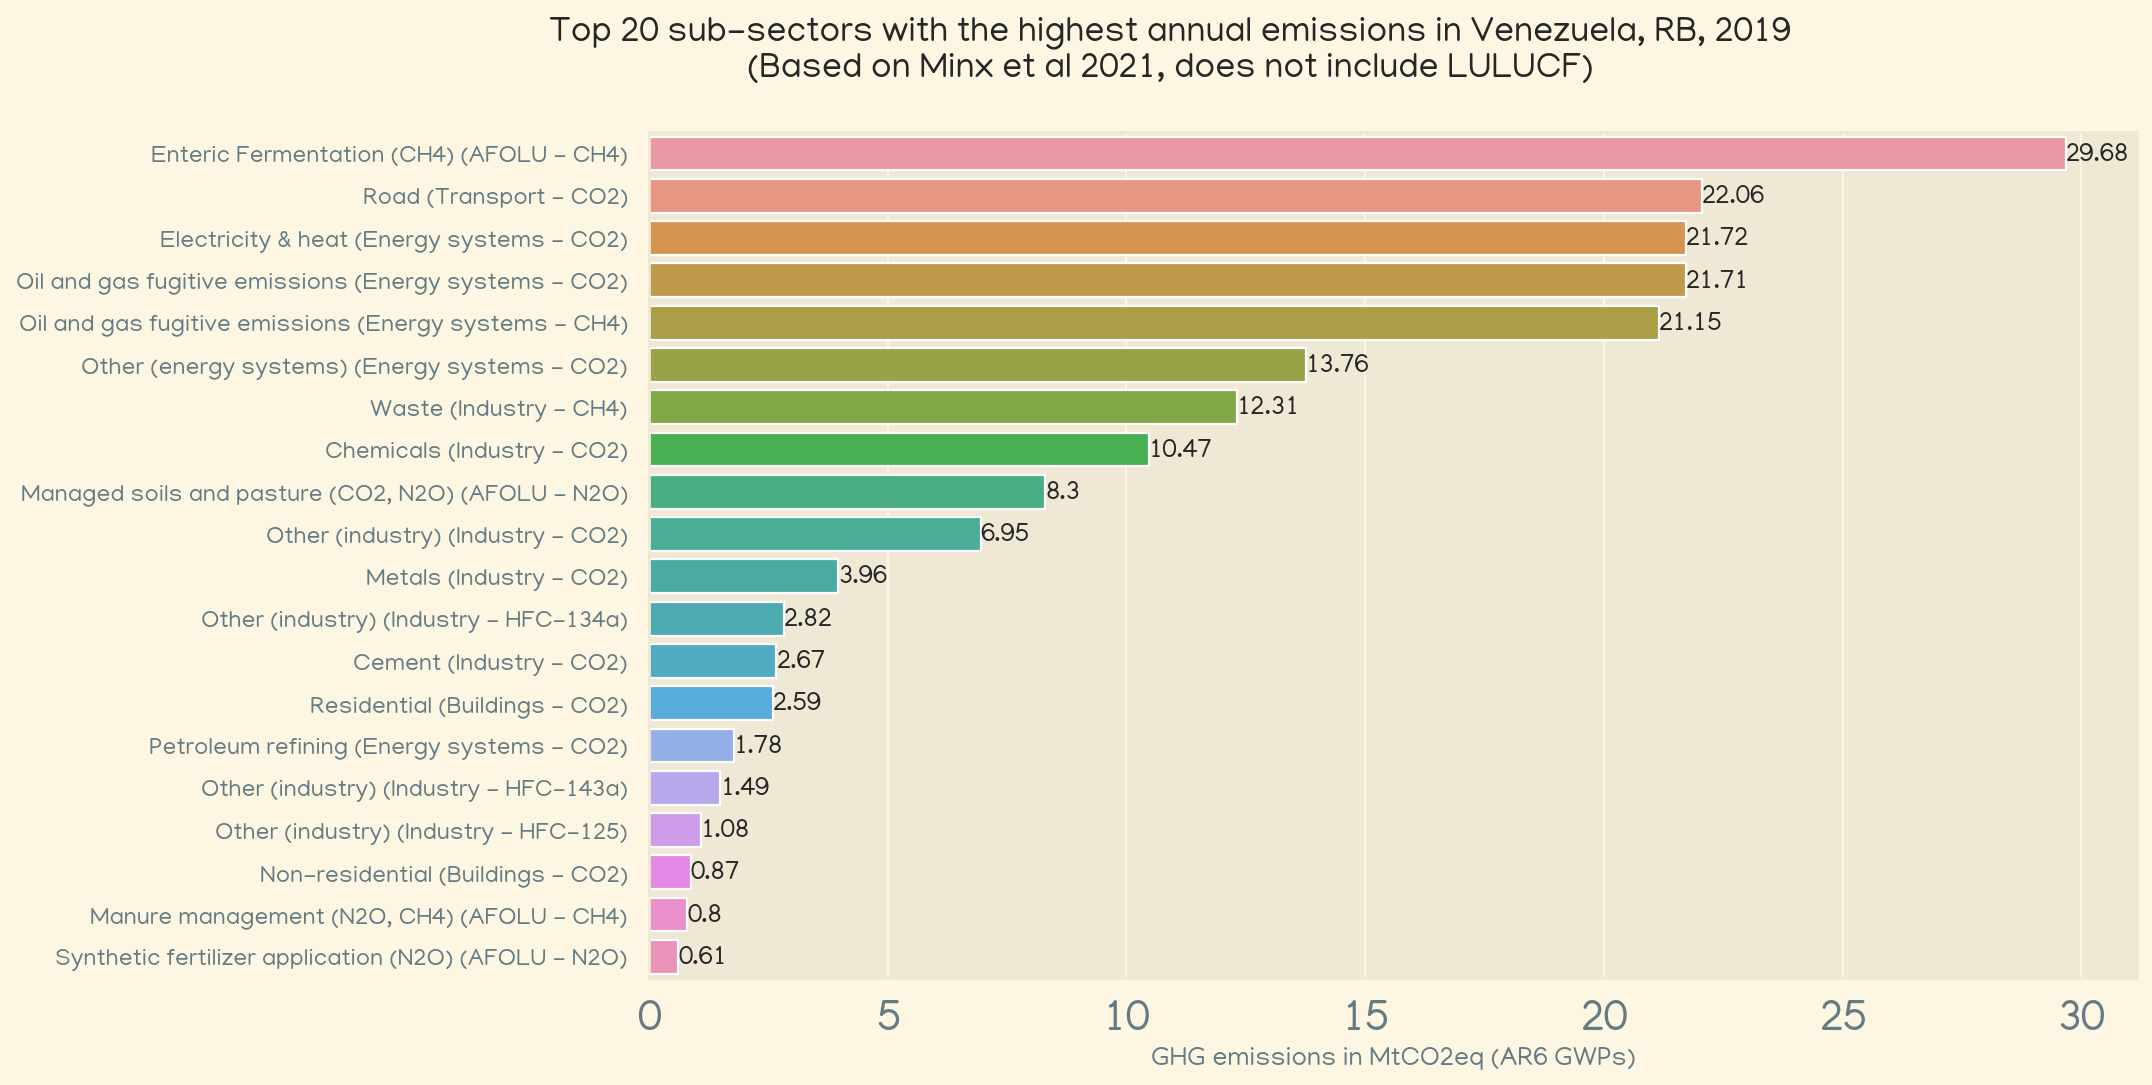 Top 20 sub-sectors with the highest annual emissions in Venezuela, RB, 2019
(Based on Minx et al 2021, does not include LULUCF)
Enteric Fermentation (CH4) (AFOLU - CH4) 29.68
Road (Transport - CO2) 22.06
Electricity & heat (Energy systems - CO2) 21.72
Oil and gas fugitive emissions (Energy systems - CO2) 21.71
Oil and gas fugitive emissions (Energy systems - CH4) 21.15
Other (energy systems) (Energy systems - CO2) 13.76
Waste (Industry - CH4) 12.31
Chemicals (Industry - CO2) 10.47
Managed soils and pasture (CO2, N2O) (AFOLU - N2O) 8.3
Other (industry) (Industry - CO2) 6.95
Metals (Industry - CO2) 3.96
Other (industry) (Industry - HFC-134a) 2.82
Cement (Industry - CO2) 2.67
Residential (Buildings - CO2) 2.59
Petroleum refining (Energy systems - CO2) 1.78
Other (industry) (Industry - HFC-143a) 1.49
Other (industry) (Industry - HFC-125) 1.08
Non-residential (Buildings - CO2) 0.87
Manure management (N2O, CH4) (AFOLU - CH4) 0.8
Synthetic fertilizer application (N2O) (AFOLU - N2O) 0.61
0 5 10 15 20 25 30
GHG emissions in MtCO2eq (AR6 GWPs)